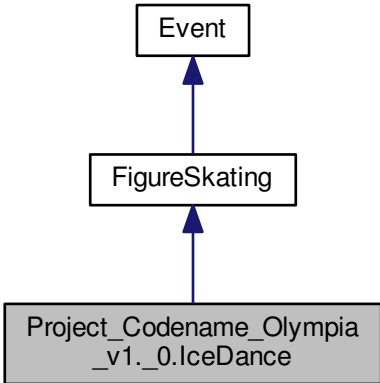 Event
FigureSkating
Project_Codename_Olympia
_v1._0.IceDance